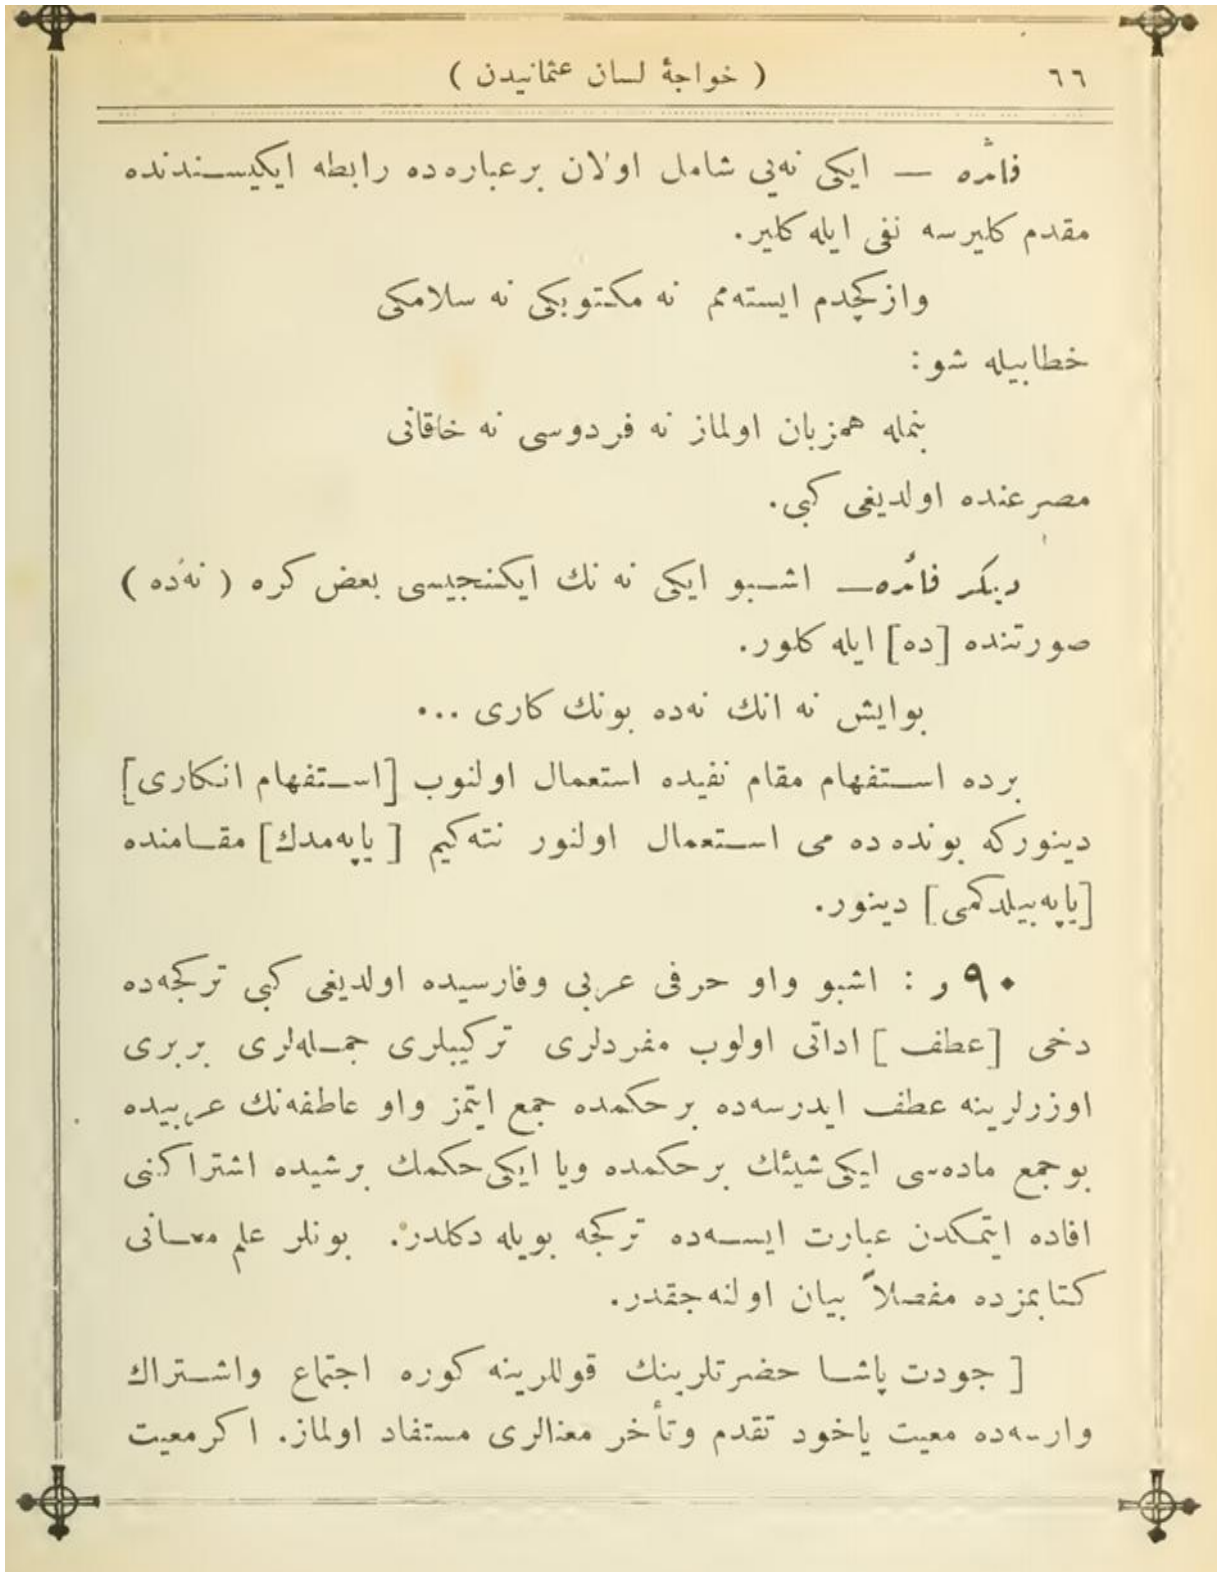 ٦٦ ( خواجهٔ لسان عثمانیدن )
فائده — ایکی نه‌یی شامل اولان برعباره‌ده رابطه ایکیسندنده
مقدم کلیرسه نفی ایله کلیر.
وازکچدم ایسته‌مم نه مکتوبکی نه سلامکی
خطابیله شو:
بنمله همزبان اولماز نه فردوسی نه خاقانی
مصرعنده اولدیغی کبی.
دیکر فائده — اشبو ایکی نه نك ایکنجیسی بعض کره ( نه‌ده )
صورتنده [ده] ایله کلور.
بوایش نه انك نه‌ده بونك کاری ...
برده استفهام مقام نفیده استعمال اولنوب [استفهام انکاری]
دینورکه بونده ده می استعمال اولنور نته‌کیم [ یاپه‌مدك] مقامنده
[یاپه‌بیلدکمی] دینور.
٩٠ و : اشبو واو حرفی عربی وفارسیده اولدیغی کبی ترکجه‌ده
دخی [عطف] اداتی اولوب مفردلری ترکیبلری جمله‌لری بربری
اوزرلرینه عطف ایدرسه‌ده برحکمده جمع ایتمز واو عاطفه‌نك عربیده
بوجمع ماده‌سی ایکی شیئك برحکمده ویا ایکی حکمك برشیده اشتراکنی
افاده ایتمکدن عبارت ایسه‌ده ترکجه بویله دکلدر. بونلر علم معانی
کتابمزده مفصلاً بیان اولنه‌جقدر.
[ جودت پاشا حضرتلرینك قوللرینه کوره اجتماع واشتراك
وارسه‌ده معیت یاخود تقدم وتأخر معنالری مستفاد اولماز. اکرمعیت